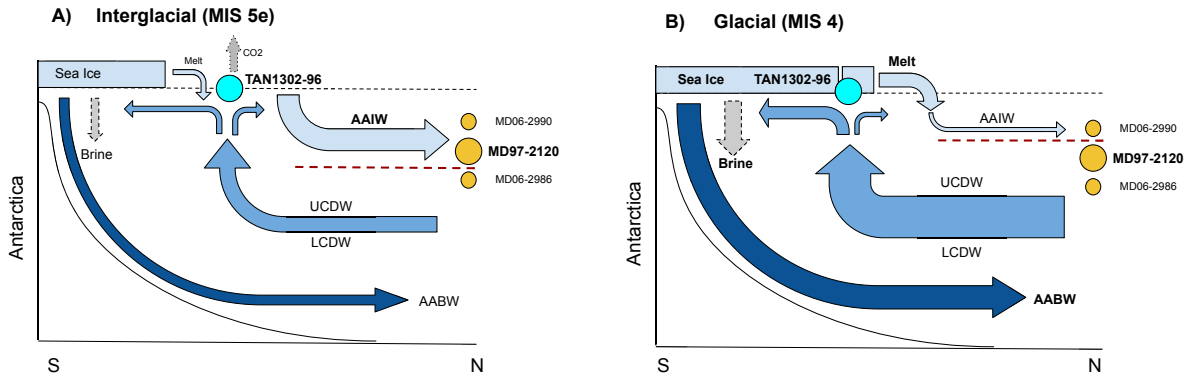 A) Interglacial (MIS 5e)
CO2
Sea Ice
Melt
TAN1302-96
AAIW
MD06-2990
MD97-2120
MD06-2986
Brine
UCDW
LCDW
Antarctica
AABW
S
N
B) Glacial (MIS 4)
Sea Ice
TAN1302-96
Melt
AAIW
MD06-2990
MD97-2120
MD06-2986
Brine
UCDW
LCDW
Antarctica
AABW
S
N